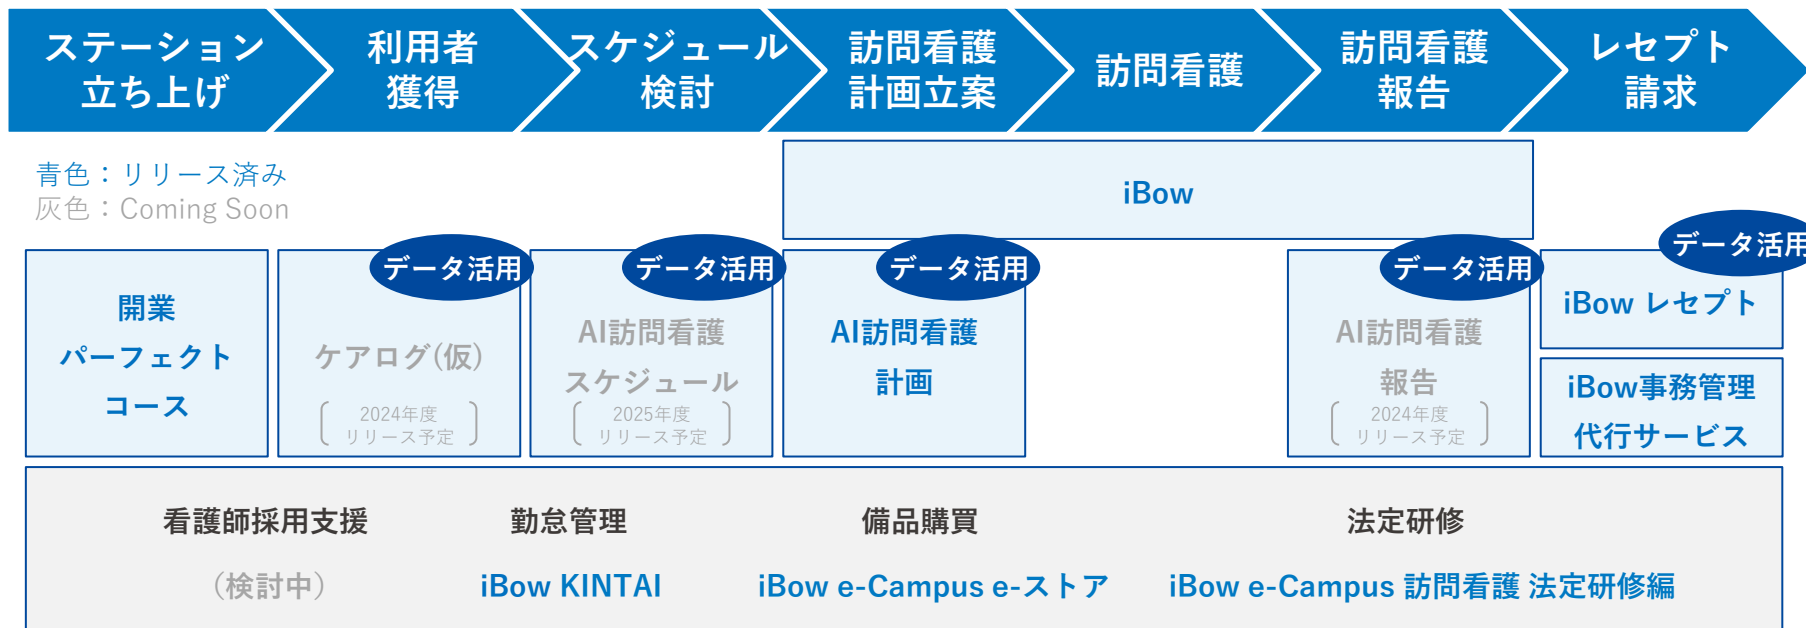 ステーション
立ち上げ
利用者
獲得
スケジュール
検討
訪問看護
計画立案
訪問看護
訪問看護
報告
レセプト
請求
青色：リリース済み
灰色：Coming Soon
iBow
開業
パーフェクト
コース
データ活用
ケアログ(仮)
2024年度
リリース予定
データ活用
AI訪問看護
スケジュール
2025年度
リリース予定
データ活用
AI訪問看護
計画
データ活用
AI訪問看護
報告
2024年度
リリース予定
データ活用
iBow レセプト
iBow事務管理
代行サービス
看護師採用支援
（検討中）
勤怠管理
iBow KINTAI
備品購買
iBow e-Campus e-ストア
法定研修
iBow e-Campus 訪問看護 法定研修編